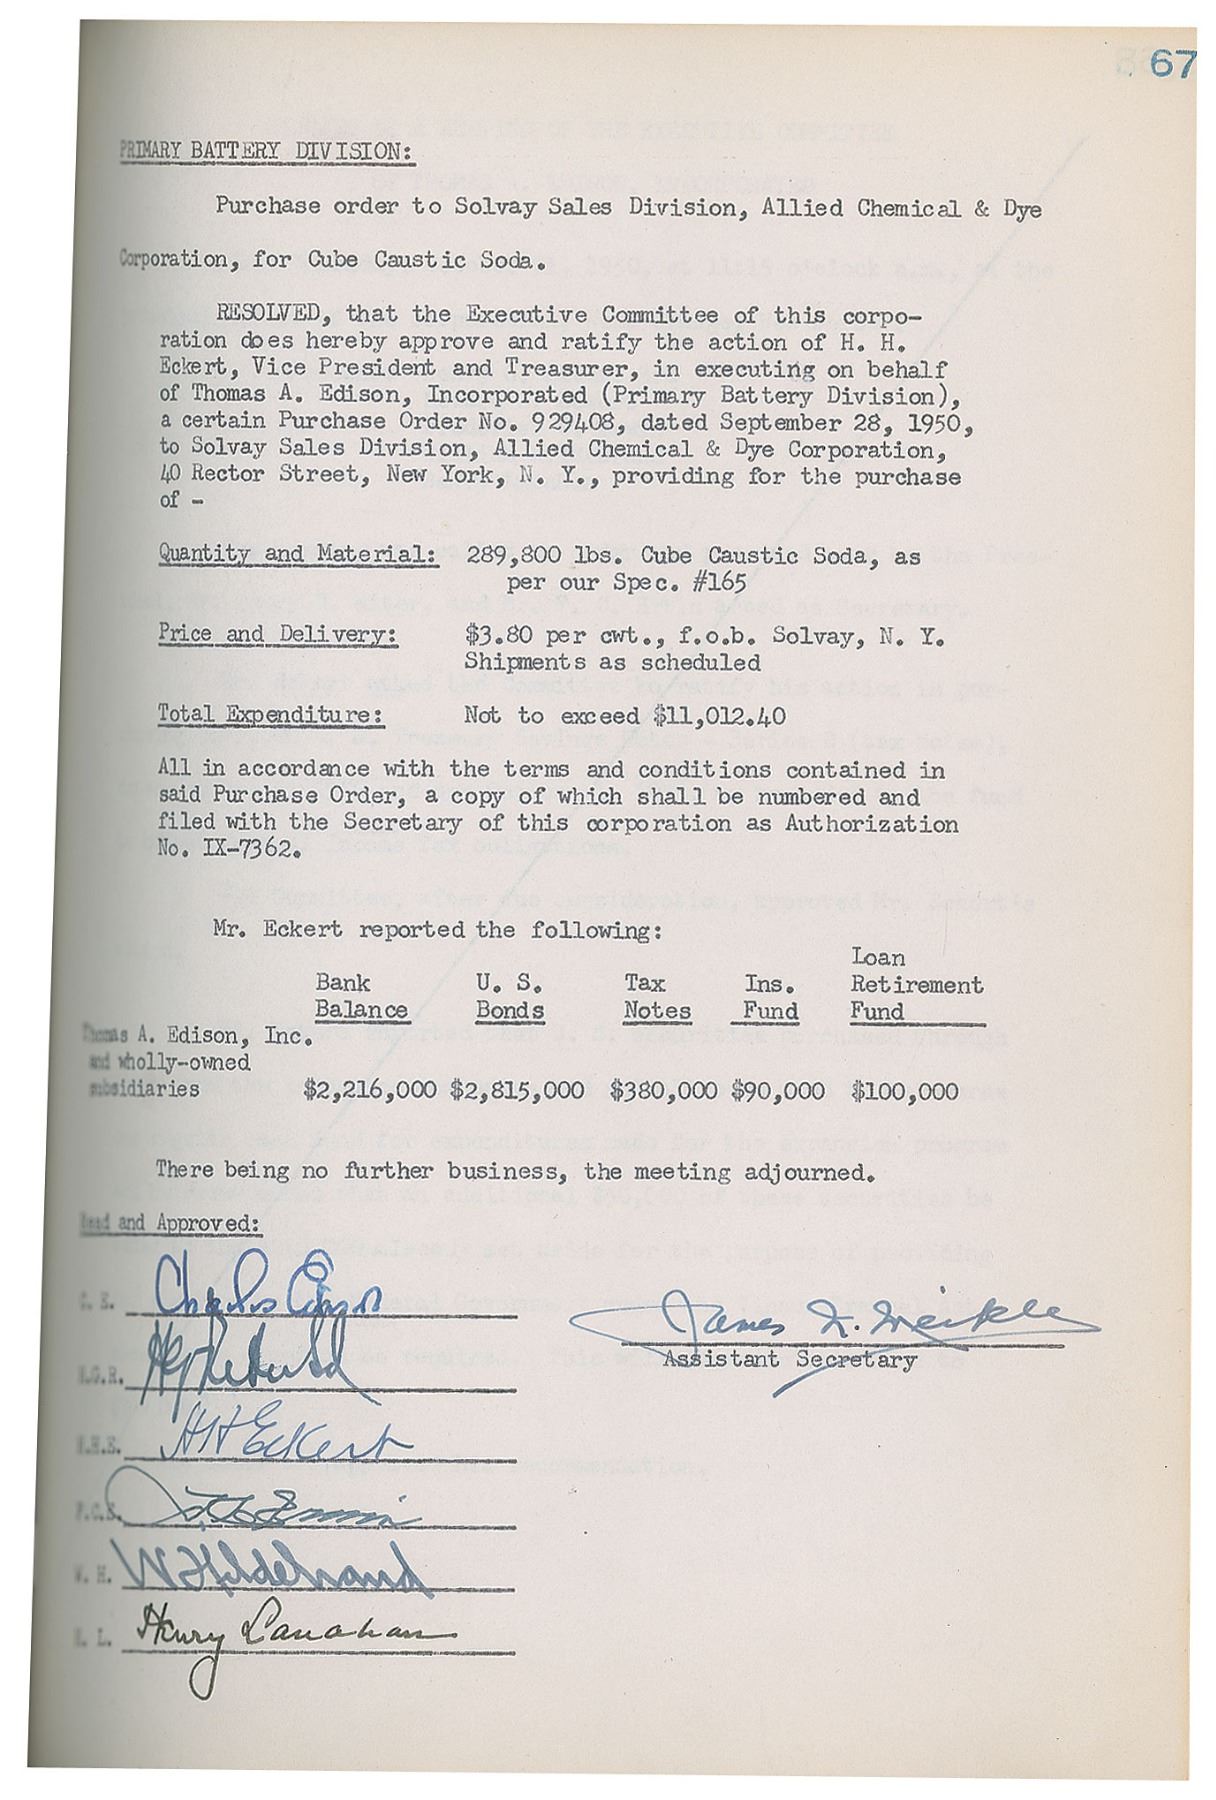 67
PRIMARY BATTERY DIVISION:
Purchase order to Solvay Sales Division, Allied Chemical & Dye
Corporation, for Cube Caustic Soda.
RESOLVED, that the Executive Committee of this corpo-
ration does hereby approve and ratify the action of H. H.
Eckert, Vice President and Treasurer, in executing on behalf
of Thomas A. Edison, Incorporated (Primary Battery Division),
a certain Purchase Order No. 929408, dated September 28, 1950,
to Solvay Sales Division, Allied Chemical & Dye Corporation,
40 Rector Street, New York, N. Y., providing for the purchase
of -
Quantity and Material: 289,800 lbs. Cube Caustic Soda, as
per our Spec. #165
Price and Delivery: $3.80 per cwt., f.o.b. Solvay, N. Y.
Shipments as scheduled
Total Expenditure: Not to exceed $11,012.40
All in accordance with the terms and conditions contained in
said Purchase Order, a copy of which shall be numbered and
filed with the Secretary of this corporation as Authorization
No. IX-7362.
Mr. Eckert reported the following:
Loan
Bank U. S. Tax Ins. Retirement
Balance Bonds Notes Fund Fund
Thomas A. Edison, Inc.
and wholly-owned
subsidiaries $2,216,000 $2,815,000 $380,000 $90,000 $100,000
There being no further business, the meeting adjourned.
Read and Approved:
C. E. Charles Edison
James N. Meikle
Assistant Secretary
H.G.R.
H.H.E. HH Eckert
W. H. W Hildebrand
H. L. Henry Lanahan